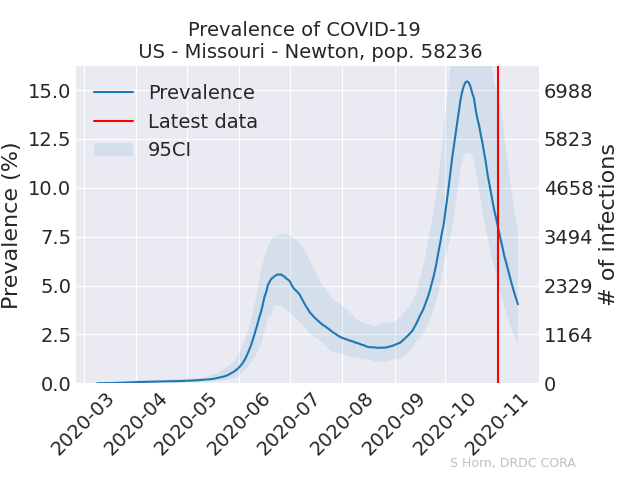 Prevalence of COVID-19
US - Missouri - Newton, pop. 58236
Prevalence (%)
15.0
12.5
10.0
7.5
5.0
2.5
0.0
Prevalence
Latest data
95CI
6988
5823
4658
3494
2329
1164
0
# of infections
2020-03
2020-04
2020-05
2020-06
2020-07
2020-08
2020-09
2020-10
2020-11
S Horn, DRDC CORA